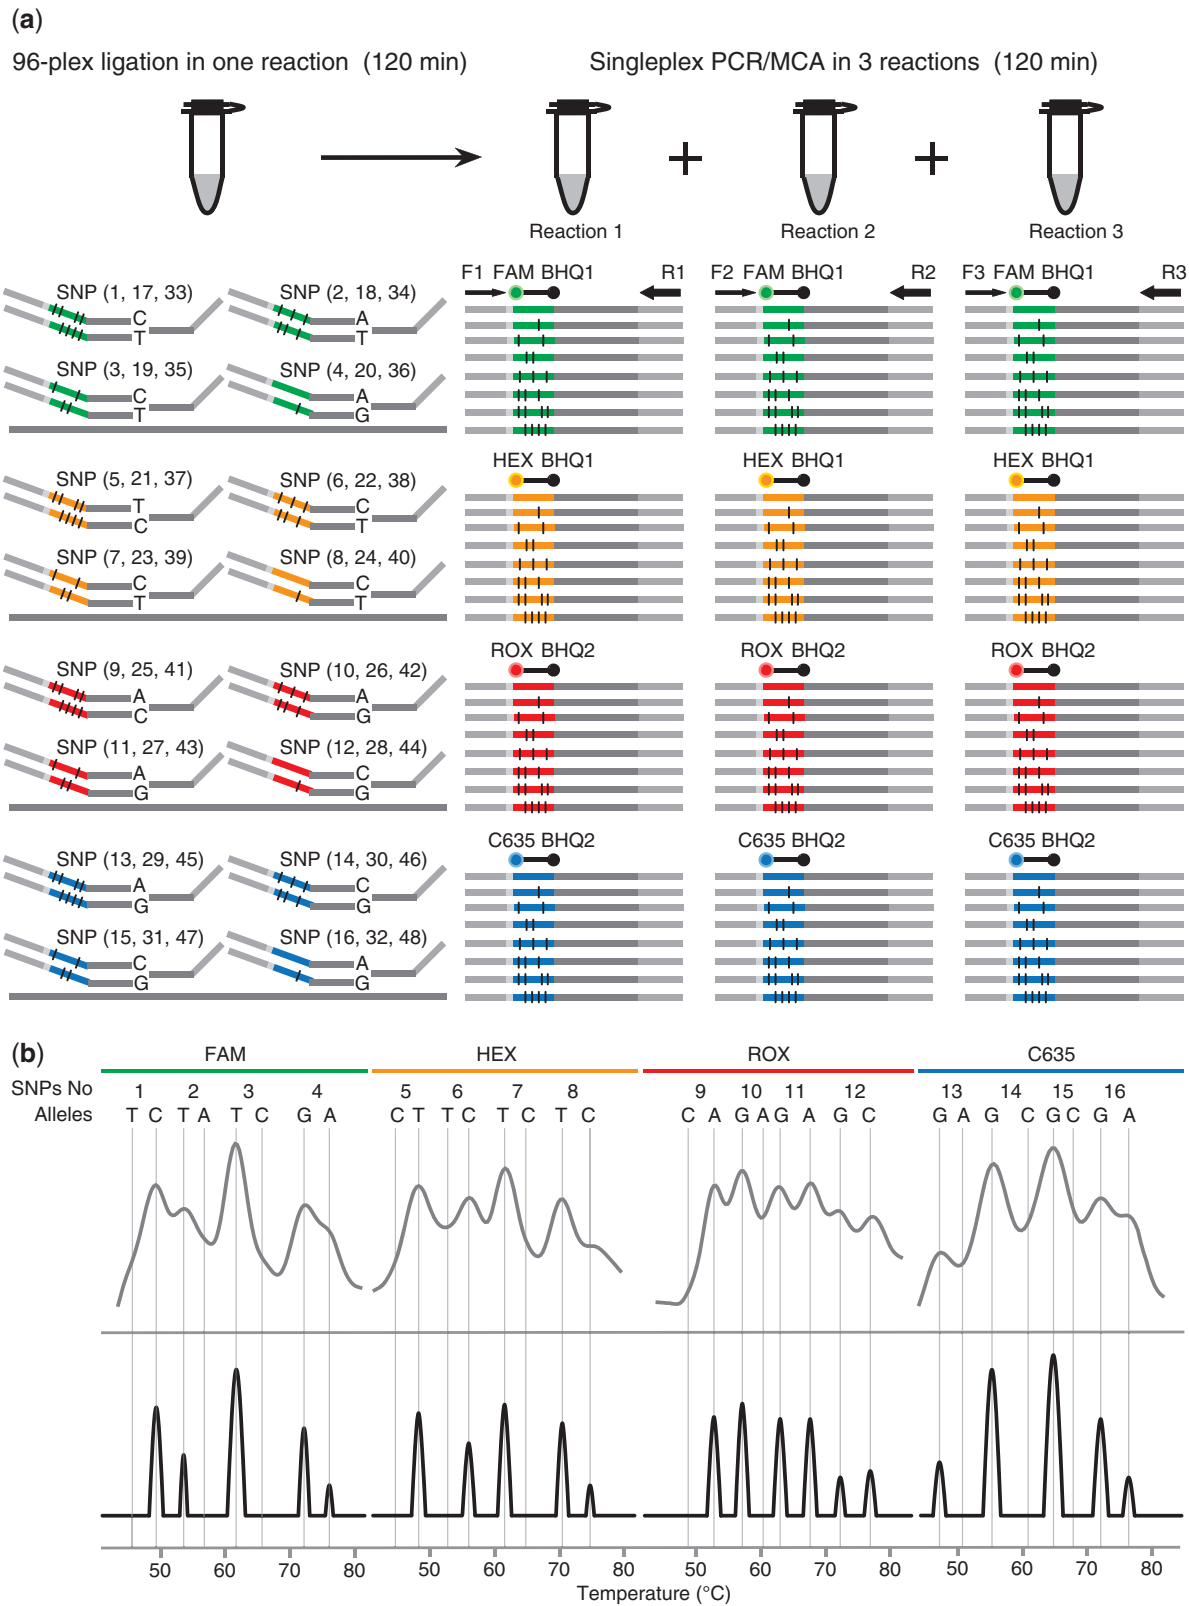 (a)
96-plex ligation in one reaction (120 min) Singleplex PCR/MCA in 3 reactions (120 min)
Reaction 1 Reaction 2 Reaction 3
F1 FAM BHQ1 R1 F2 FAM BHQ1 R2 F3 FAM BHQ1 R3
SNP (1, 17, 33) SNP (2, 18, 34)
C A
T T
SNP (3, 19, 35) SNP (4, 20, 36)
C A
T G
HEX BHQ1 HEX BHQ1 HEX BHQ1
SNP (5, 21, 37) SNP (6, 22, 38)
T C
C T
SNP (7, 23, 39) SNP (8, 24, 40)
C C
T T
ROX BHQ2 ROX BHQ2 ROX BHQ2
SNP (9, 25, 41) SNP (10, 26, 42)
A A
C G
SNP (11, 27, 43) SNP (12, 28, 44)
A C
G G
C635 BHQ2 C635 BHQ2 C635 BHQ2
SNP (13, 29, 45) SNP (14, 30, 46)
A C
G G
SNP (15, 31, 47) SNP (16, 32, 48)
C A
G G
(b) FAM HEX ROX C635
SNPs No 1 2 3 4 5 6 7 8 9 10 11 12 13 14 15 16
Alleles T C T A T C G A C T T C T C T C C A G A G A G C G A G C G C G A
50 60 70 80 50 60 70 80 50 60 70 80 50 60 70 80
Temperature (°C)